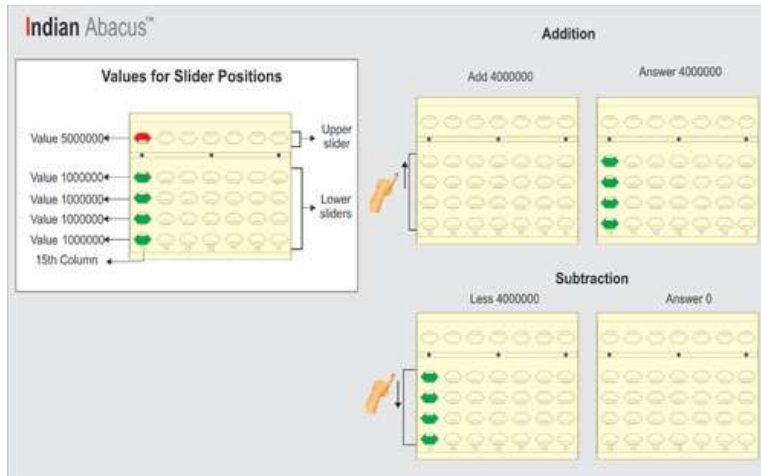 Indian Abacus™
Values for Slider Positions
Value 5000000
Upper
slider
Value 1000000
Value 1000000
Value 1000000
Value 1000000
Lower
sliders
15th Column
Addition
Add 4000000
Answer 4000000
Subtraction
Less 4000000
Answer 0